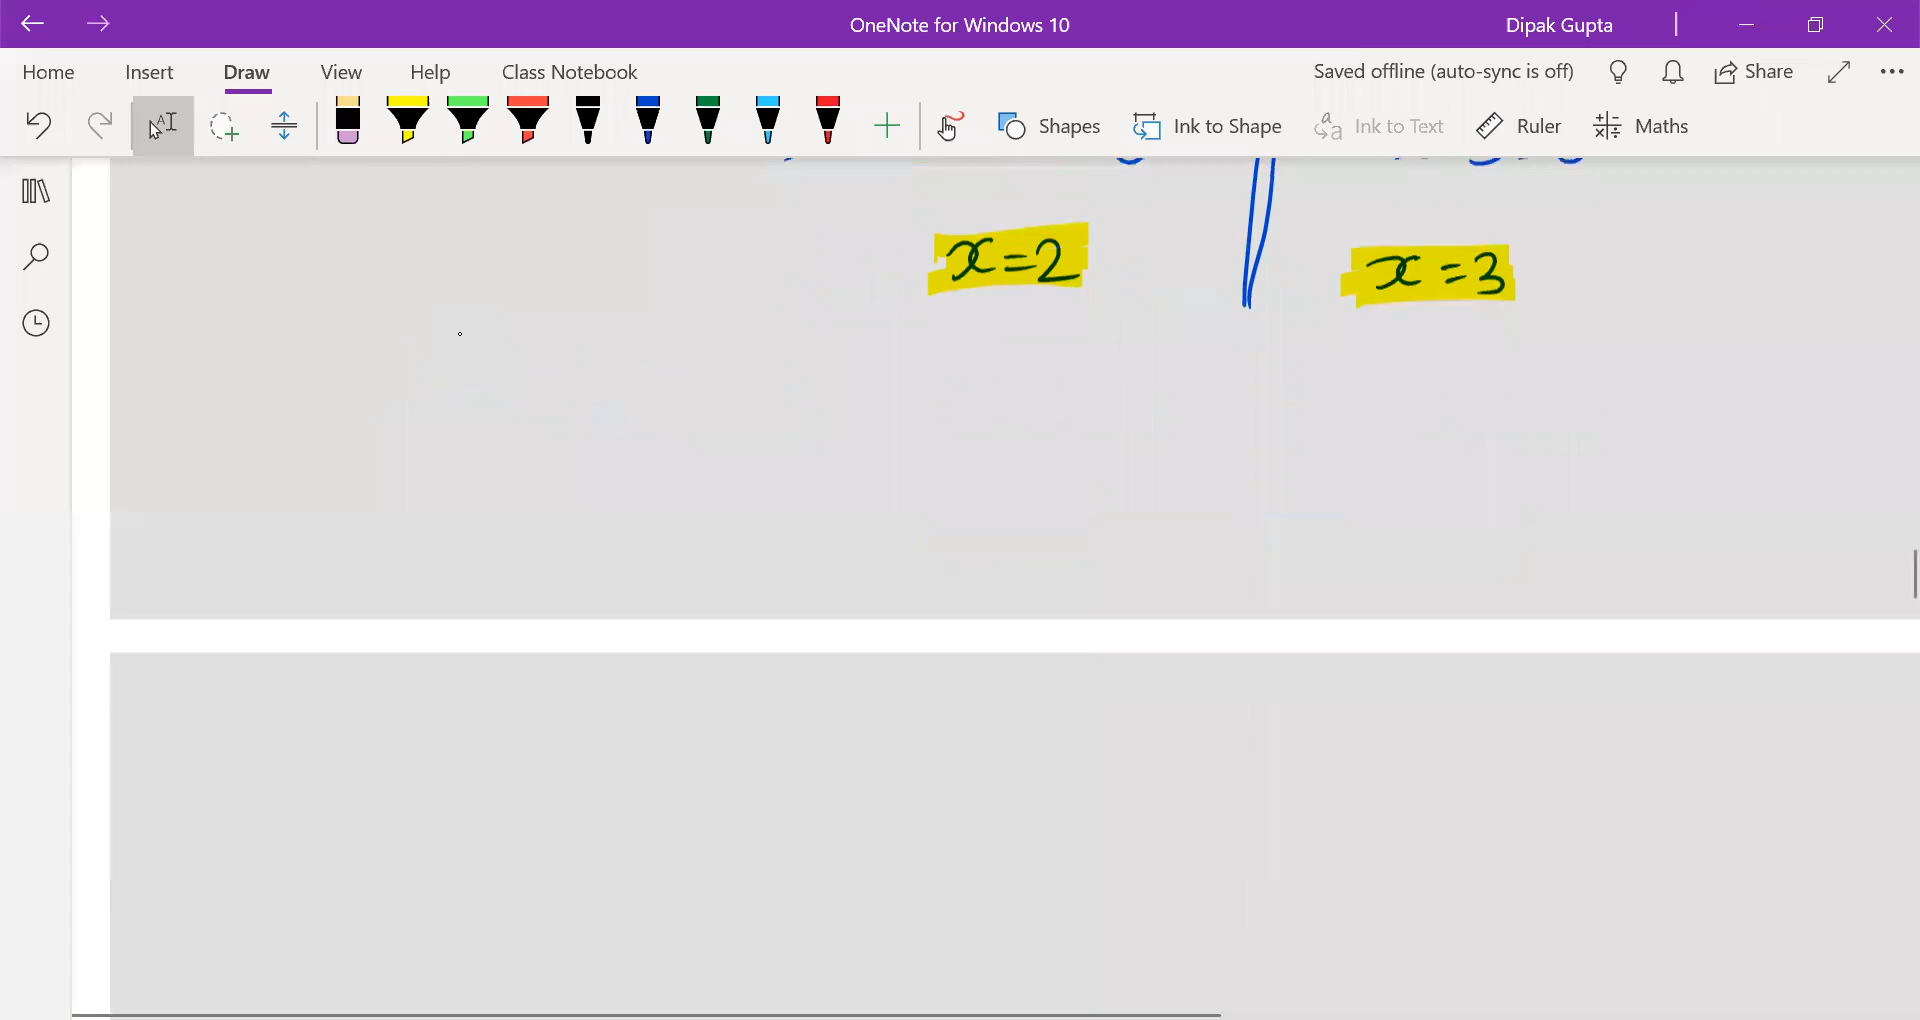 OneNote for Windows 10
Dipak Gupta
Home Insert Draw View Help Class Notebook
Saved offline (auto-sync is off) Share
Shapes Ink to Shape Ink to Text Ruler Maths
x=2
x=3